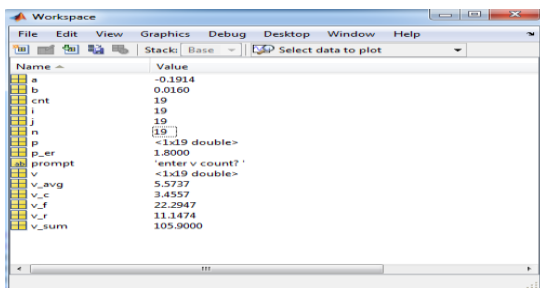 Workspace
File Edit View Graphics Debug Desktop Window Help
Stack: Base Select data to plot
Name Value
a -0.1914
b 0.0160
cnt 19
i 19
j 19
n 19
p <1x19 double>
p_er 1.8000
ab prompt 'enter v count? '
v <1x19 double>
v_avg 5.5737
v_c 3.4557
v_f 22.2947
v_r 11.1474
v_sum 105.9000